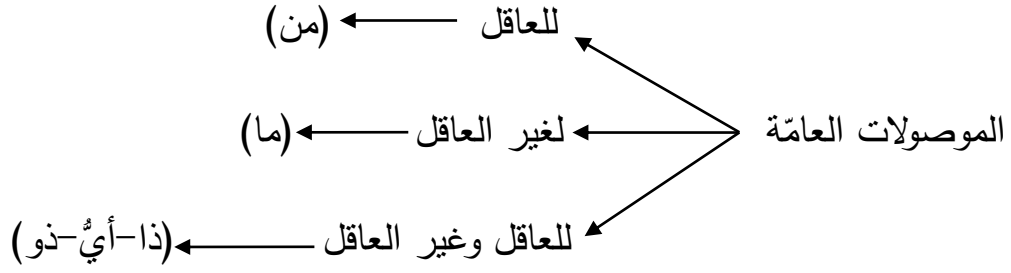 للعاقل (من)
الموصولات العامّة لغير العاقل (ما)
للعاقل وغير العاقل (ذا-أيُّ-ذو)